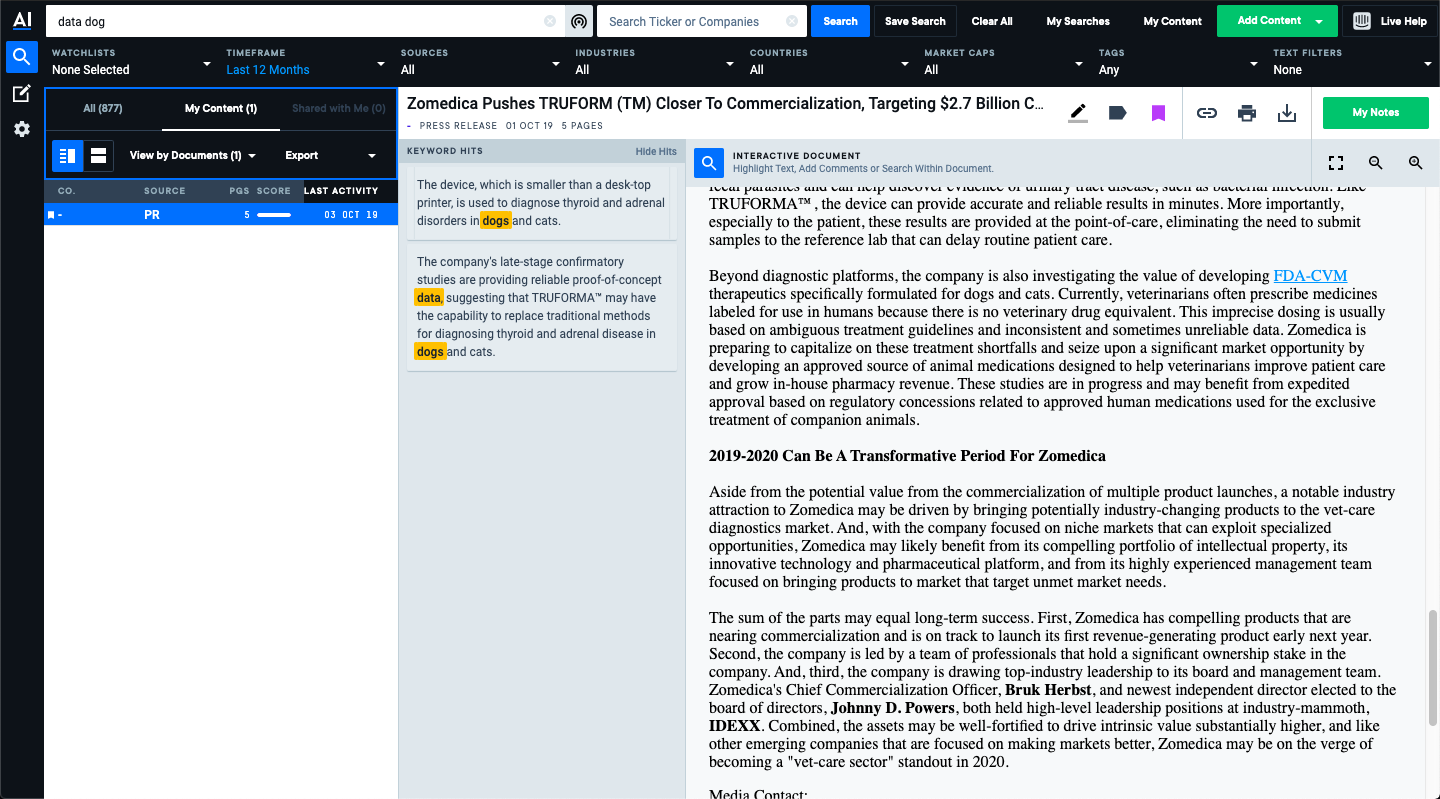 AI
data dog
Search Ticker or Companies
Search
Save Search
Clear All
My Searches
My Content
Add Content
Live Help
WATCHLISTS
None Selected
TIMEFRAME
Last 12 Months
SOURCES
All
INDUSTRIES
All
COUNTRIES
All
MARKET CAPS
All
TAGS
Any
TEXT FILTERS
None
All (877)
My Content (1)
Shared with Me (0)
View by Documents (1)
Export
CO.
SOURCE
PGS
SCORE
LAST ACTIVITY
-
PR
5
03 OCT 19
Zomedica Pushes TRUFORM (TM) Closer To Commercialization, Targeting $2.7 Billion C...
- PRESS RELEASE 01 OCT 19 5 PAGES
My Notes
KEYWORD HITS
Hide Hits
The device, which is smaller than a desk-top
printer, is used to diagnose thyroid and adrenal
disorders in dogs and cats.
The company's late-stage confirmatory
studies are providing reliable proof-of-concept
data, suggesting that TRUFORMA™ may have
the capability to replace traditional methods
for diagnosing thyroid and adrenal disease in
dogs and cats.
INTERACTIVE DOCUMENT
Highlight Text, Add Comments or Search Within Document.
fecal parasites and can help discover evidence of urinary tract disease, such as bacterial infection. Like
TRUFORMA™ , the device can provide accurate and reliable results in minutes. More importantly,
especially to the patient, these results are provided at the point-of-care, eliminating the need to submit
samples to the reference lab that can delay routine patient care.
Beyond diagnostic platforms, the company is also investigating the value of developing FDA-CVM
therapeutics specifically formulated for dogs and cats. Currently, veterinarians often prescribe medicines
labeled for use in humans because there is no veterinary drug equivalent. This imprecise dosing is usually
based on ambiguous treatment guidelines and inconsistent and sometimes unreliable data. Zomedica is
preparing to capitalize on these treatment shortfalls and seize upon a significant market opportunity by
developing an approved source of animal medications designed to help veterinarians improve patient care
and grow in-house pharmacy revenue. These studies are in progress and may benefit from expedited
approval based on regulatory concessions related to approved human medications used for the exclusive
treatment of companion animals.
2019-2020 Can Be A Transformative Period For Zomedica
Aside from the potential value from the commercialization of multiple product launches, a notable industry
attraction to Zomedica may be driven by bringing potentially industry-changing products to the vet-care
diagnostics market. And, with the company focused on niche markets that can exploit specialized
opportunities, Zomedica may likely benefit from its compelling portfolio of intellectual property, its
innovative technology and pharmaceutical platform, and from its highly experienced management team
focused on bringing products to market that target unmet market needs.
The sum of the parts may equal long-term success. First, Zomedica has compelling products that are
nearing commercialization and is on track to launch its first revenue-generating product early next year.
Second, the company is led by a team of professionals that hold a significant ownership stake in the
company. And, third, the company is drawing top-industry leadership to its board and management team.
Zomedica's Chief Commercialization Officer, Bruk Herbst, and newest independent director elected to the
board of directors, Johnny D. Powers, both held high-level leadership positions at industry-mammoth,
IDEXX. Combined, the assets may be well-fortified to drive intrinsic value substantially higher, and like
other emerging companies that are focused on making markets better, Zomedica may be on the verge of
becoming a "vet-care sector" standout in 2020.
Media Contact: